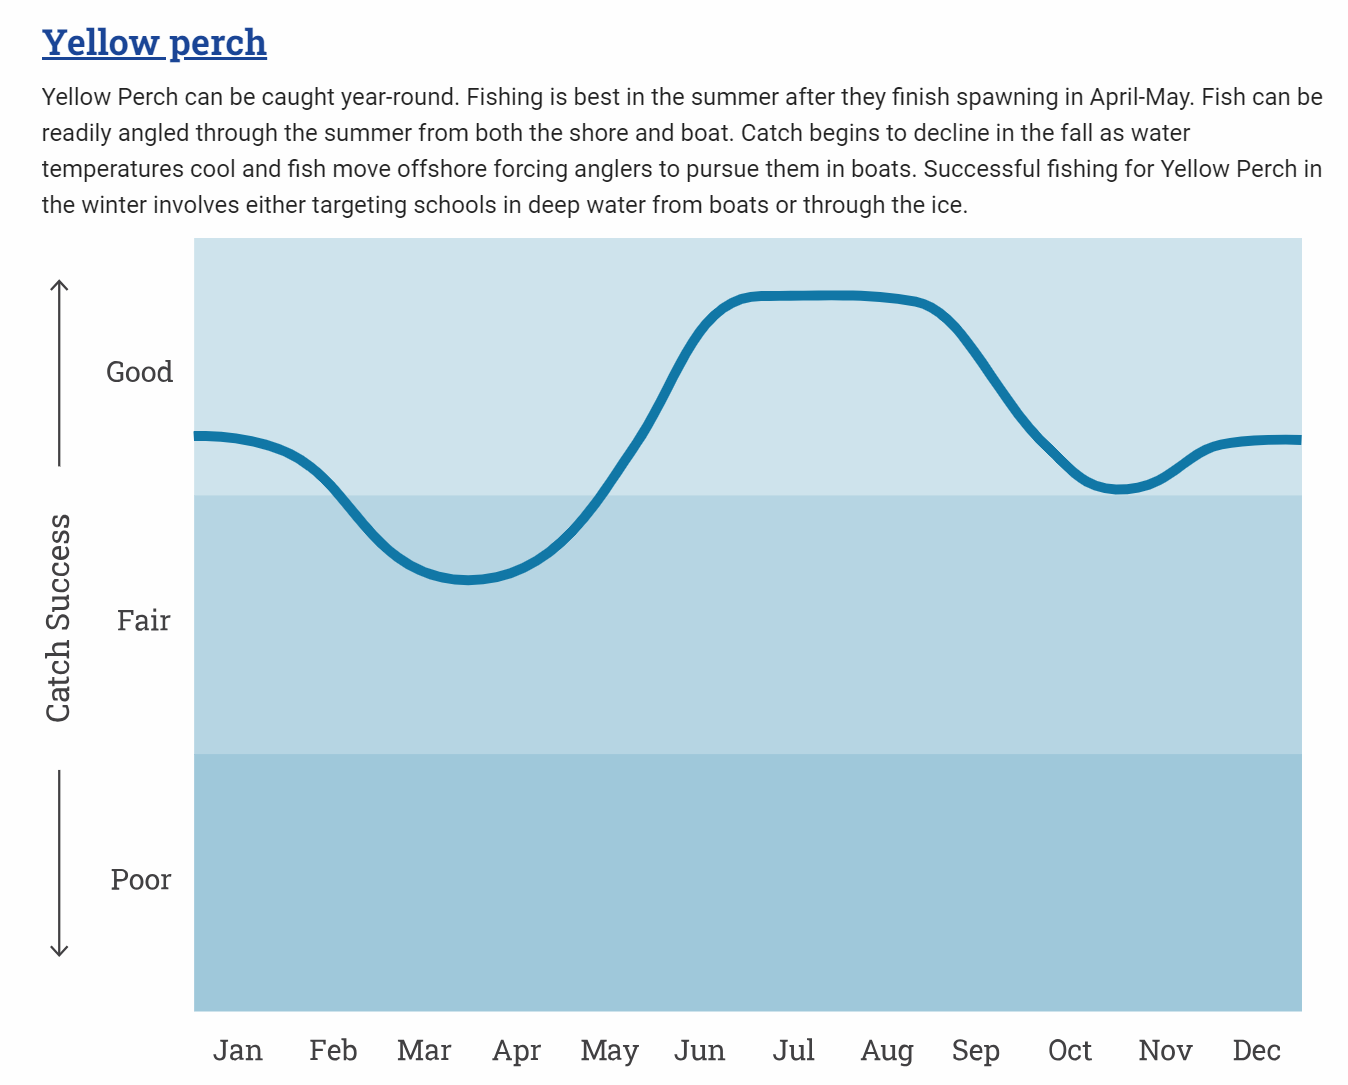 Yellow perch
Yellow Perch can be caught year-round. Fishing is best in the summer after they finish spawning in April-May. Fish can be
readily angled through the summer from both the shore and boat. Catch begins to decline in the fall as water
temperatures cool and fish move offshore forcing anglers to pursue them in boats. Successful fishing for Yellow Perch in
the winter involves either targeting schools in deep water from boats or through the ice.
Good
Catch Success
Fair
Poor
Jan Feb Mar Apr May Jun Jul Aug Sep Oct Nov Dec